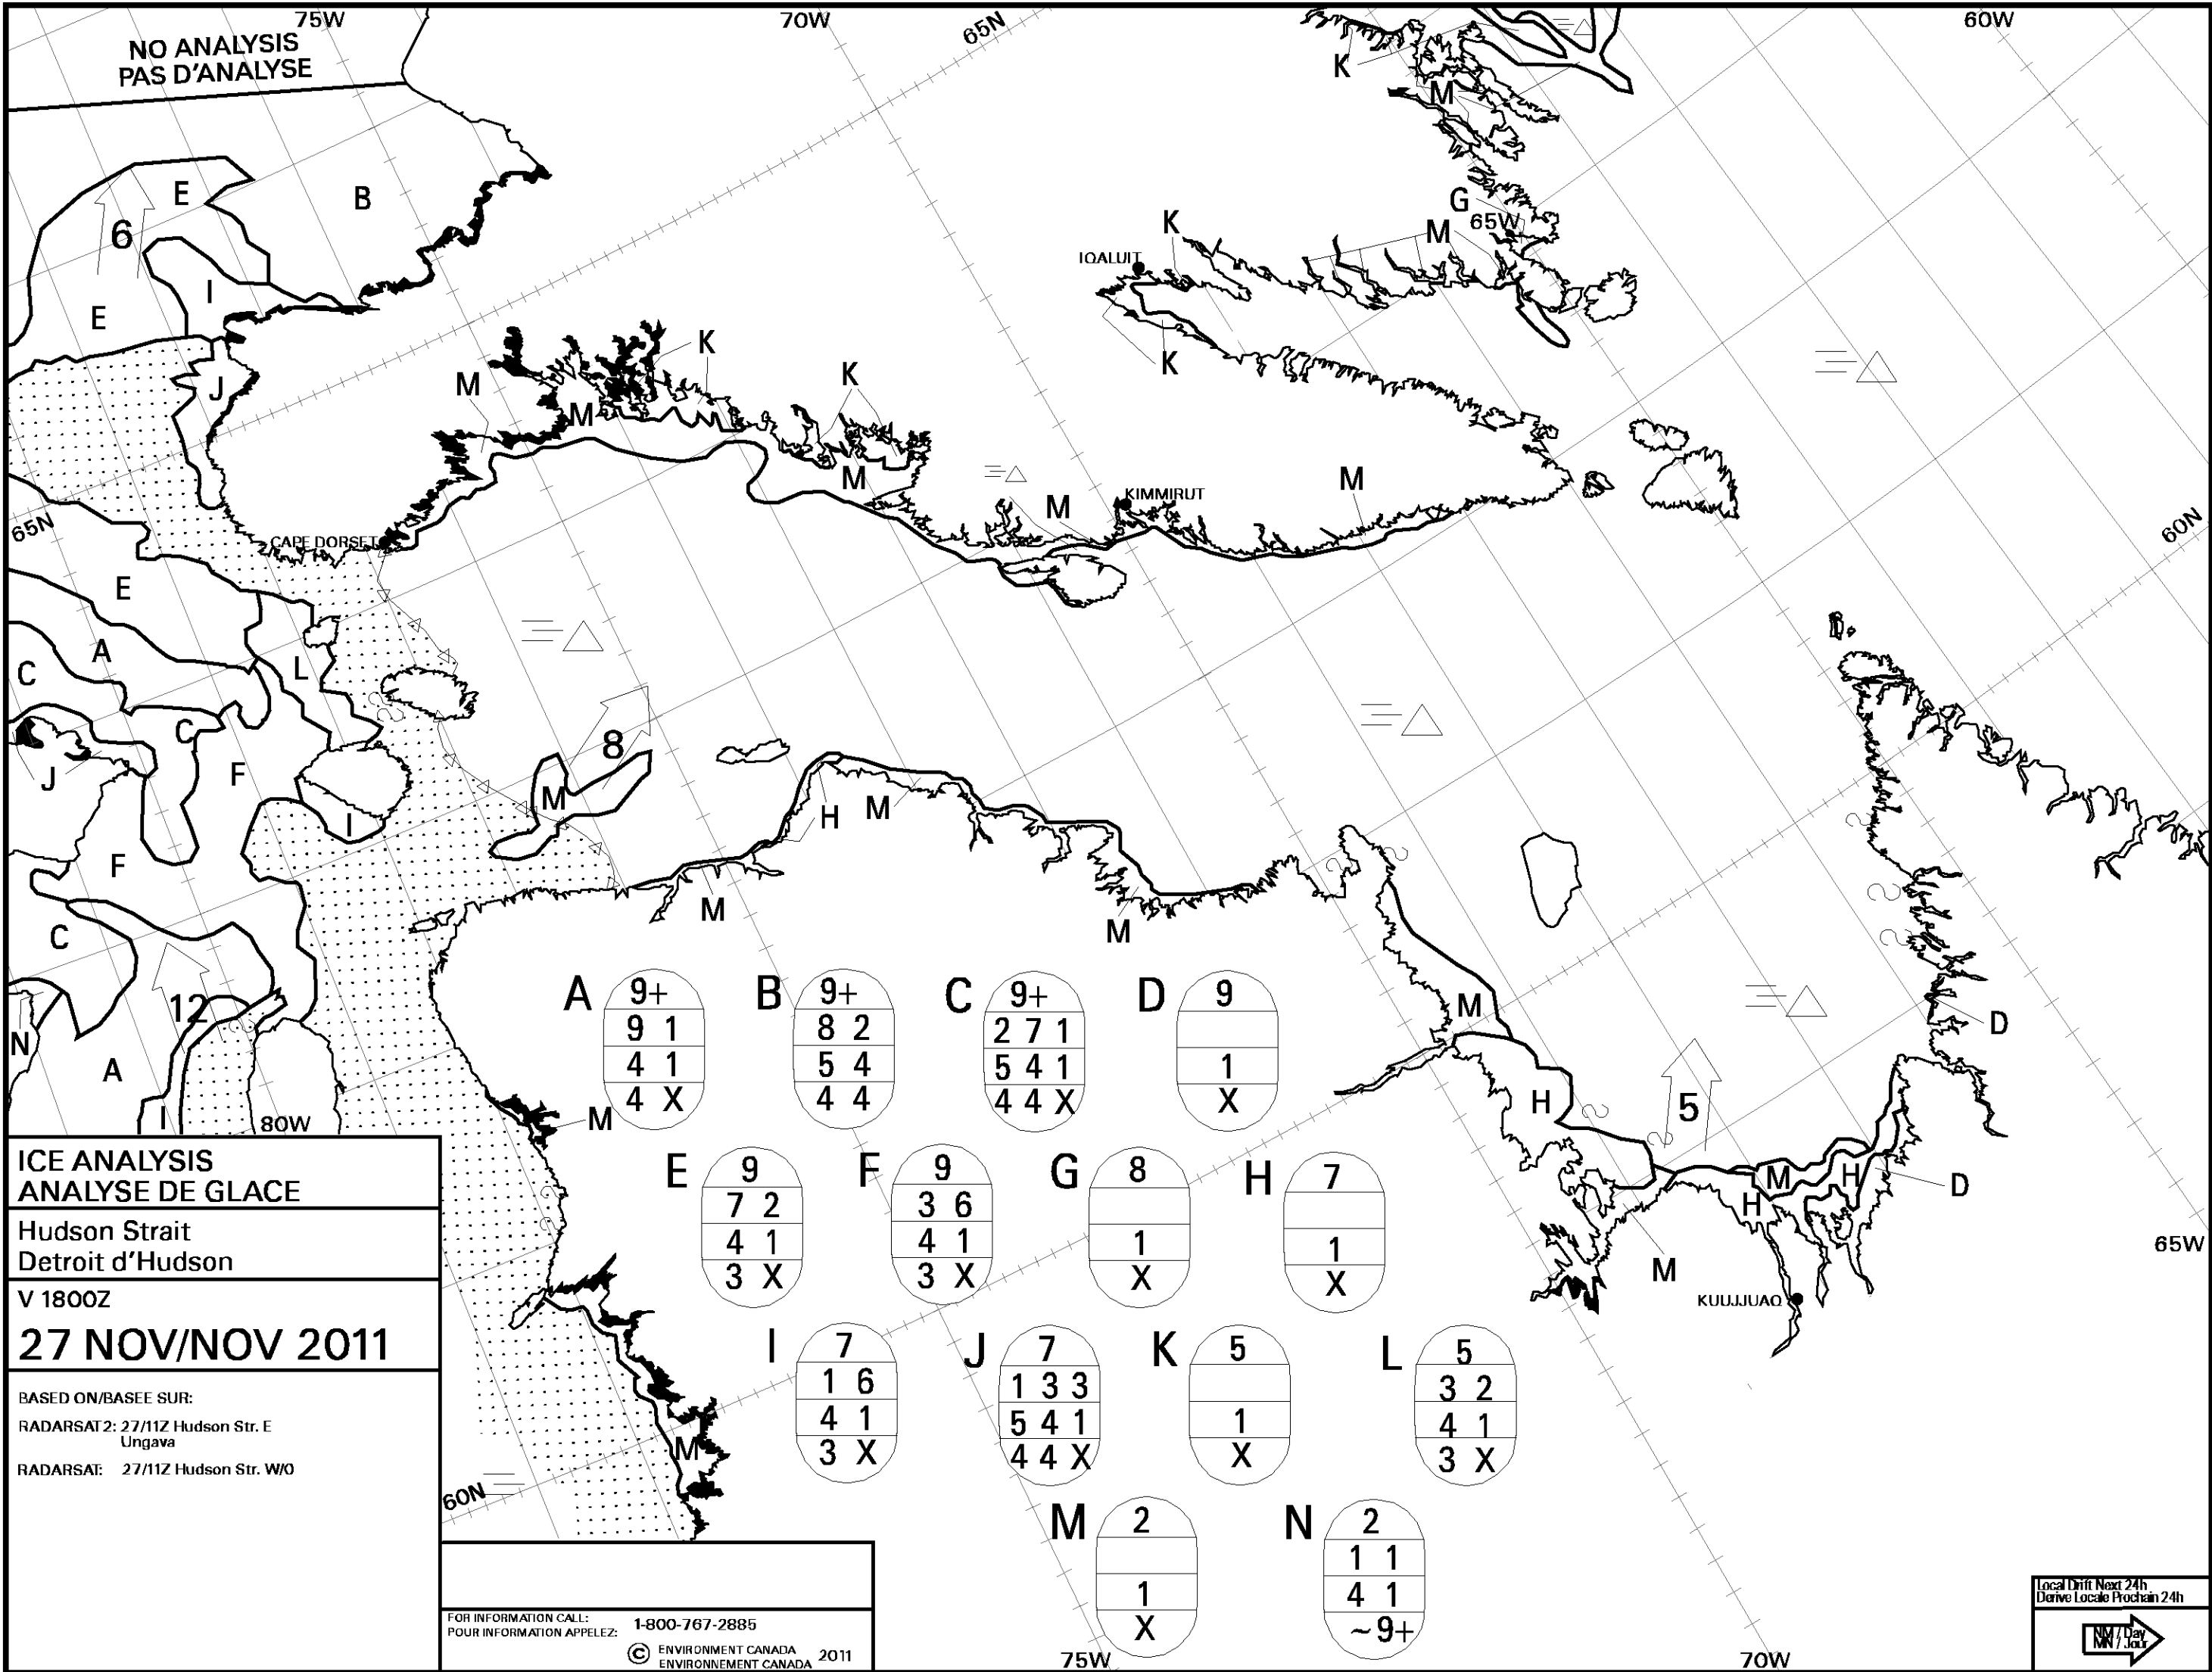 75W
70W
65N
60W
NO ANALYSIS
PAS D'ANALYSE
K
M
E
B
6
G
65W
K
M
IQALUIT
I
E
K
J
K
M
K
M
M
M
M
KIMMIRUT
65N
CAPE DORSET
60N
E
A
C
L
C
8
J
F
M
I
H
M
F
M
M
C
12
M
N
A
I
80W
M
D
H
5
M
H
H
D
M
65W
KUUJJUAQ
M
60N
A
9+
9 1
4 1
4 X
B
9+
8 2
5 4
4 4
C
9+
2 7 1
5 4 1
4 4 X
D
9
1
X
E
9
7 2
4 1
3 X
F
9
3 6
4 1
3 X
G
8
1
X
H
7
1
X
I
7
1 6
4 1
3 X
J
7
1 3 3
5 4 1
4 4 X
K
5
1
X
L
5
3 2
4 1
3 X
M
2
1
X
N
2
1 1
4 1
~9+
75W
70W
ICE ANALYSIS
ANALYSE DE GLACE
Hudson Strait
Detroit d'Hudson
V 1800Z
27 NOV/NOV 2011
BASED ON/BASEE SUR:
RADARSAT2: 27/11Z Hudson Str. E
Ungava
RADARSAT: 27/11Z Hudson Str. W/O
FOR INFORMATION CALL: 1-800-767-2885
POUR INFORMATION APPELEZ:
© ENVIRONMENT CANADA 2011
ENVIRONNEMENT CANADA
Local Drift Next 24h
Derive Locale Prochain 24h
NM / Day
MN / Jour